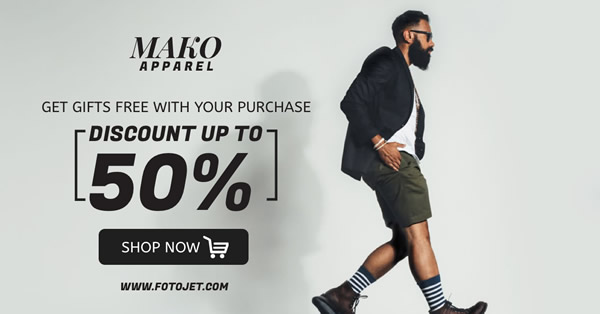 MAKO
APPAREL
GET GIFTS FREE WITH YOUR PURCHASE
DISCOUNT UP TO
50%
SHOP NOW
WWW.FOTOJET.COM